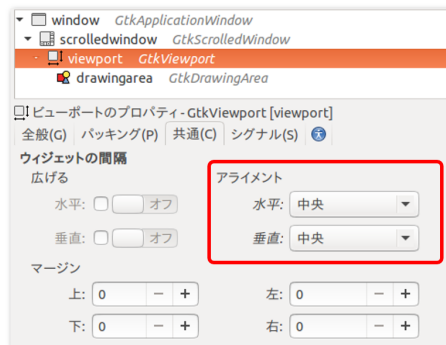 window GtkApplicationWindow
scrolledwindow GtkScrolledWindow
viewport GtkViewport
drawingarea GtkDrawingArea
ビューポートのプロパティ - GtkViewport [viewport]
全般(G) パッキング(P) 共通(C) シグナル(S)
ウィジェットの間隔
広げる アライメント
水平: オフ 水平: 中央
垂直: オフ 垂直: 中央
マージン
上: 0 − + 左: 0 − +
下: 0 − + 右: 0 − +